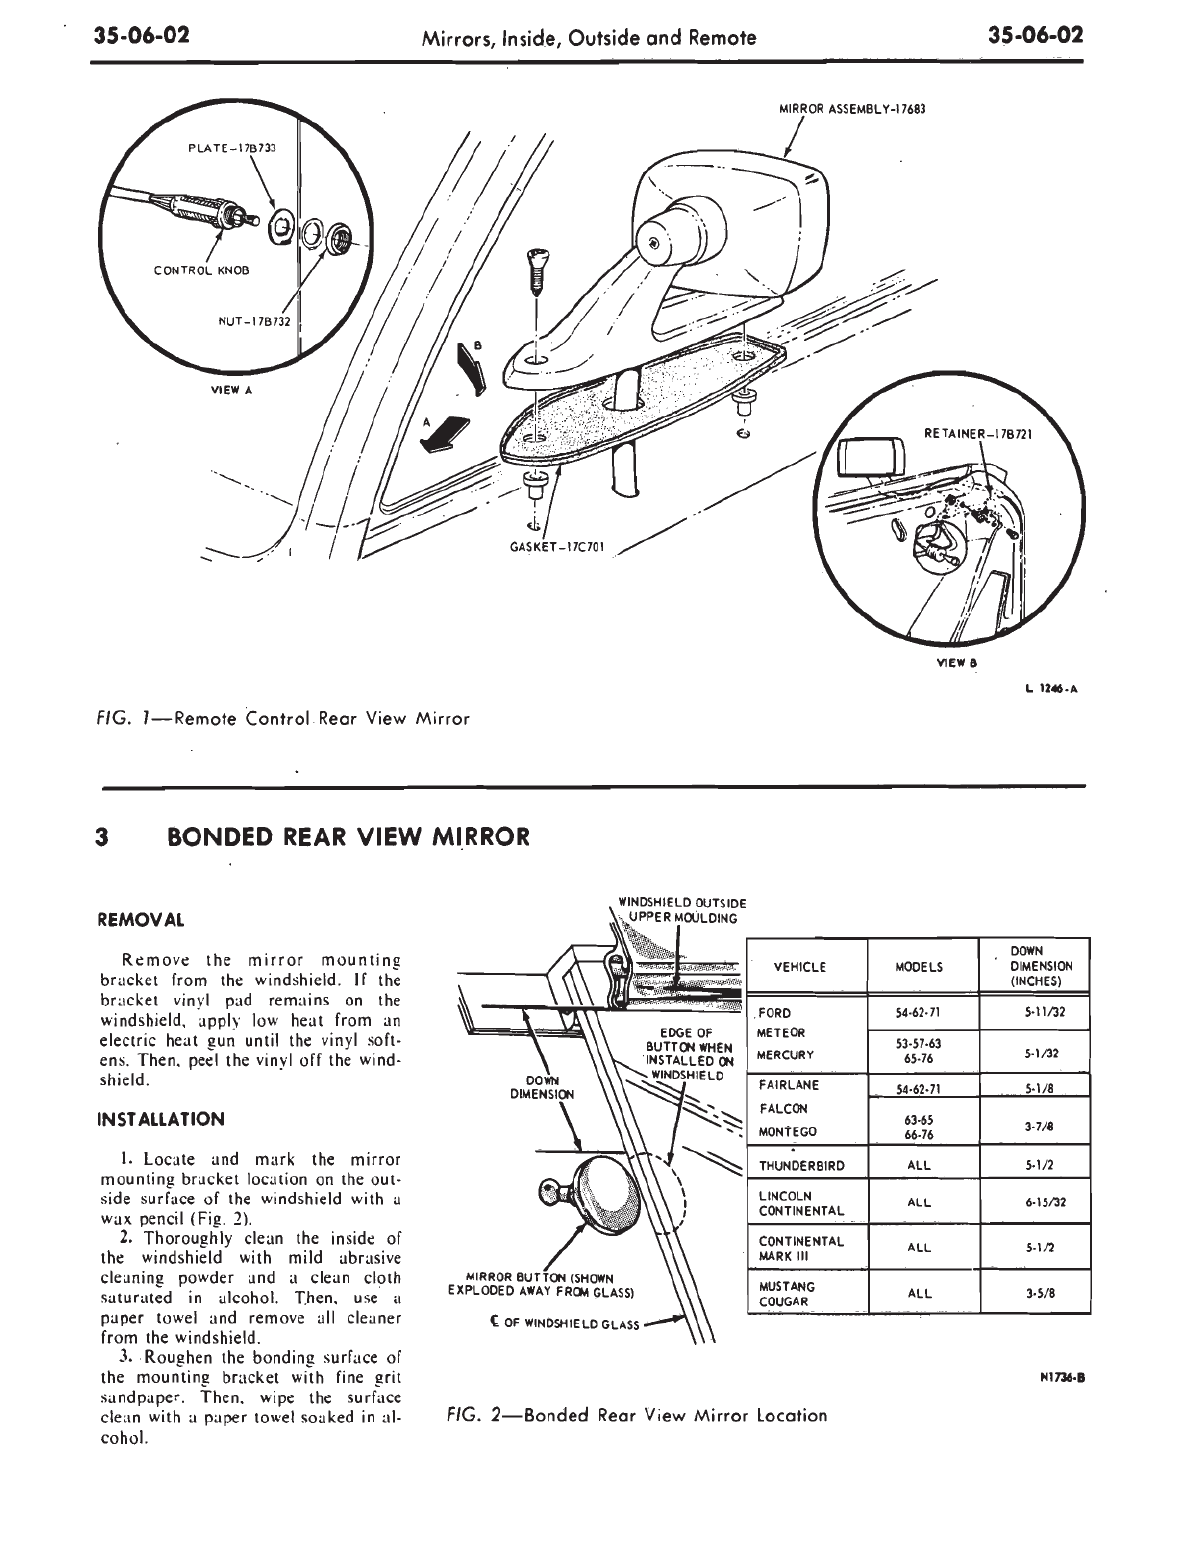 35-06-02
Mirrors, Inside, Outside and Remote
35-06-02
MIRROR ASSEMBLY-17683
PLATE-17B733
CONTROL KNOB
NUT-17B732
VIEW A
B
A
GASKET-17C701
RETAINER-17B721
VIEW B
L 1246-A
FIG. 1—Remote Control Rear View Mirror
3 BONDED REAR VIEW MIRROR
REMOVAL
Remove the mirror mounting
bracket from the windshield. If the
bracket vinyl pad remains on the
windshield, apply low heat from an
electric heat gun until the vinyl soft-
ens. Then, peel the vinyl off the wind-
shield.
INSTALLATION
1. Locate and mark the mirror
mounting bracket location on the out-
side surface of the windshield with a
wax pencil (Fig. 2).
2. Thoroughly clean the inside of
the windshield with mild abrasive
cleaning powder and a clean cloth
saturated in alcohol. Then, use a
paper towel and remove all cleaner
from the windshield.
3. Roughen the bonding surface of
the mounting bracket with fine grit
sandpaper. Then, wipe the surface
clean with a paper towel soaked in al-
cohol.
WINDSHIELD OUTSIDE
UPPER MOULDING
EDGE OF
BUTTON WHEN
INSTALLED ON
WINDSHIELD
DOWN
DIMENSION
MIRROR BUTTON (SHOWN
EXPLODED AWAY FROM GLASS)
℄ OF WINDSHIELD GLASS
VEHICLE MODELS DOWN
DIMENSION
(INCHES)
FORD 54-62-71 5-11/32
METEOR
MERCURY 53-57-63
65-76 5-1/32
FAIRLANE 54-62-71 5-1/8
FALCON
MONTEGO 63-65
66-76 3-7/8
THUNDERBIRD ALL 5-1/2
LINCOLN
CONTINENTAL ALL 6-15/32
CONTINENTAL
MARK III ALL 5-1/2
MUSTANG
COUGAR ALL 3-5/8
N1736-B
FIG. 2—Bonded Rear View Mirror Location